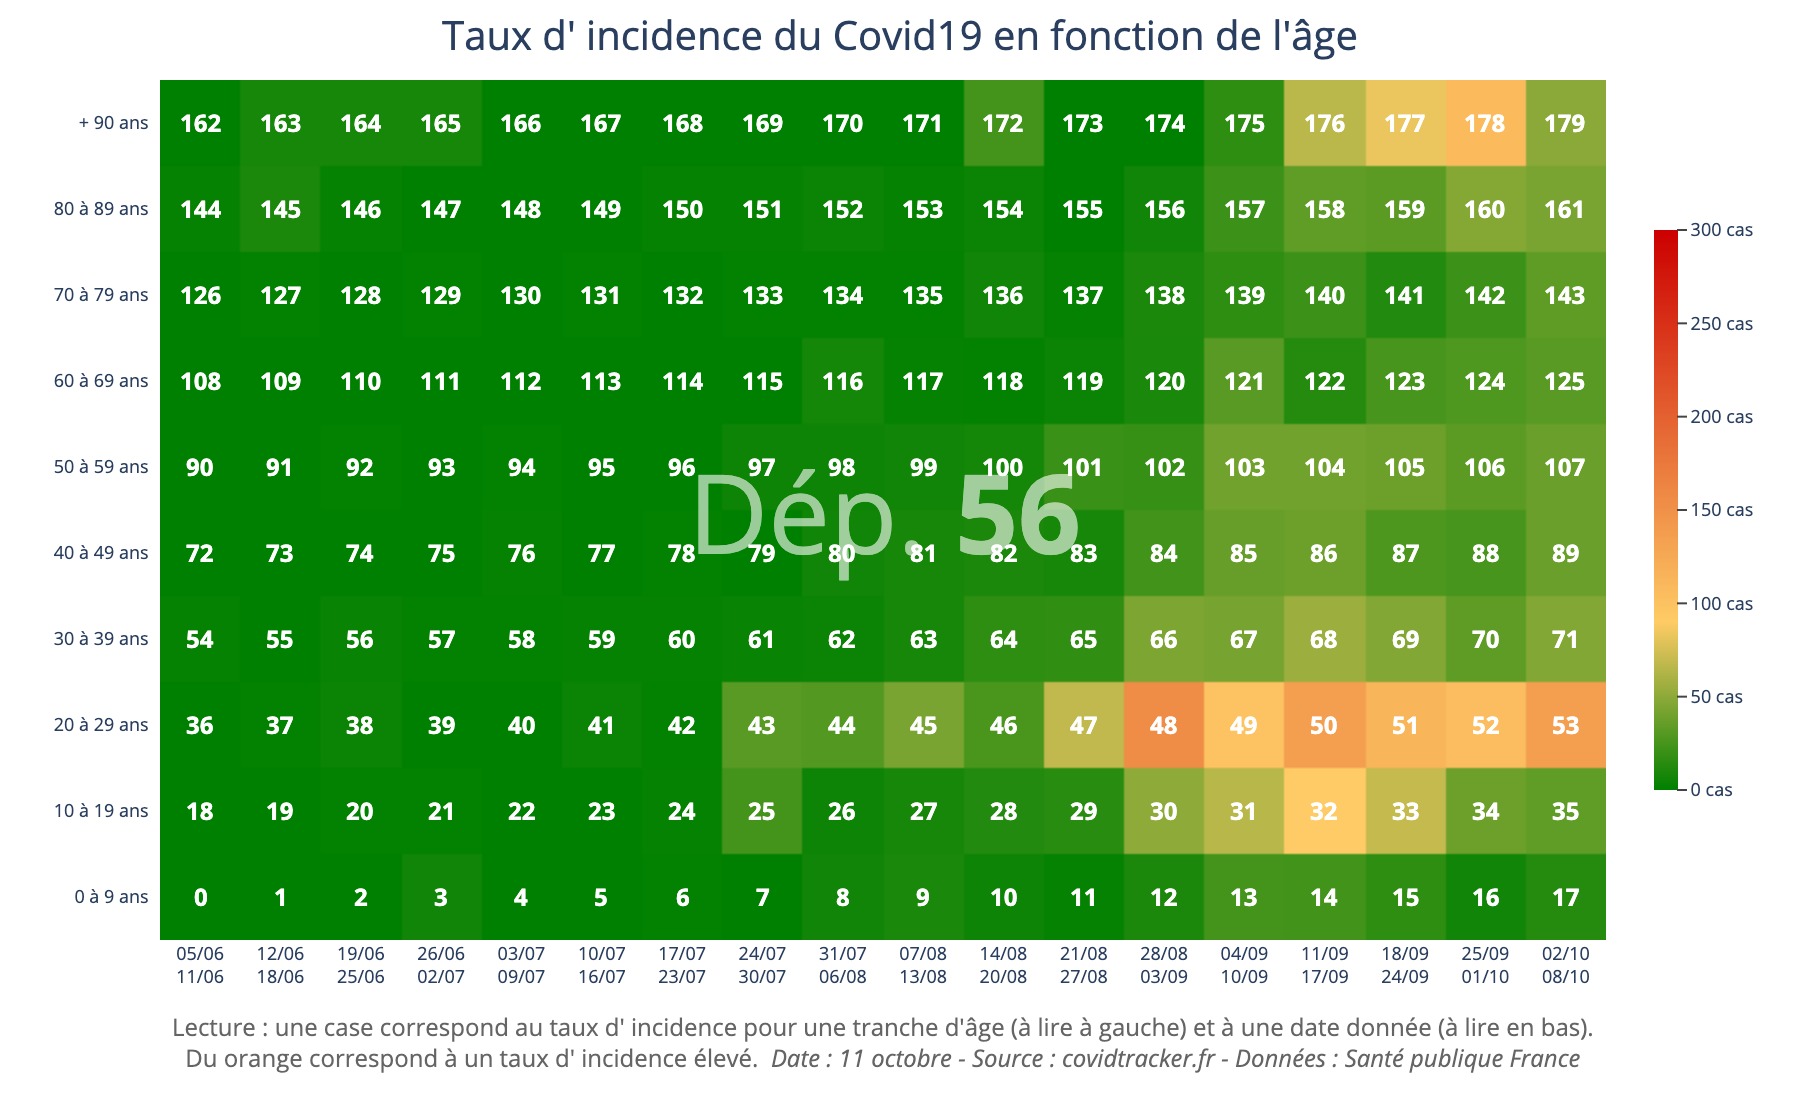 Taux d' incidence du Covid19 en fonction de l'âge
+ 90 ans 162 163 164 165 166 167 168 169 170 171 172 173 174 175 176 177 178 179
80 à 89 ans 144 145 146 147 148 149 150 151 152 153 154 155 156 157 158 159 160 161
70 à 79 ans 126 127 128 129 130 131 132 133 134 135 136 137 138 139 140 141 142 143
60 à 69 ans 108 109 110 111 112 113 114 115 116 117 118 119 120 121 122 123 124 125
50 à 59 ans 90 91 92 93 94 95 96 97 98 99 100 101 102 103 104 105 106 107
Dép. 56
40 à 49 ans 72 73 74 75 76 77 78 79 80 81 82 83 84 85 86 87 88 89
30 à 39 ans 54 55 56 57 58 59 60 61 62 63 64 65 66 67 68 69 70 71
20 à 29 ans 36 37 38 39 40 41 42 43 44 45 46 47 48 49 50 51 52 53
10 à 19 ans 18 19 20 21 22 23 24 25 26 27 28 29 30 31 32 33 34 35
0 à 9 ans 0 1 2 3 4 5 6 7 8 9 10 11 12 13 14 15 16 17
05/06 12/06 19/06 26/06 03/07 10/07 17/07 24/07 31/07 07/08 14/08 21/08 28/08 04/09 11/09 18/09 25/09 02/10
11/06 18/06 25/06 02/07 09/07 16/07 23/07 30/07 06/08 13/08 20/08 27/08 03/09 10/09 17/09 24/09 01/10 08/10
300 cas
250 cas
200 cas
150 cas
100 cas
50 cas
0 cas
Lecture : une case correspond au taux d' incidence pour une tranche d'âge (à lire à gauche) et à une date donnée (à lire en bas).
Du orange correspond à un taux d' incidence élevé. Date : 11 octobre - Source : covidtracker.fr - Données : Santé publique France